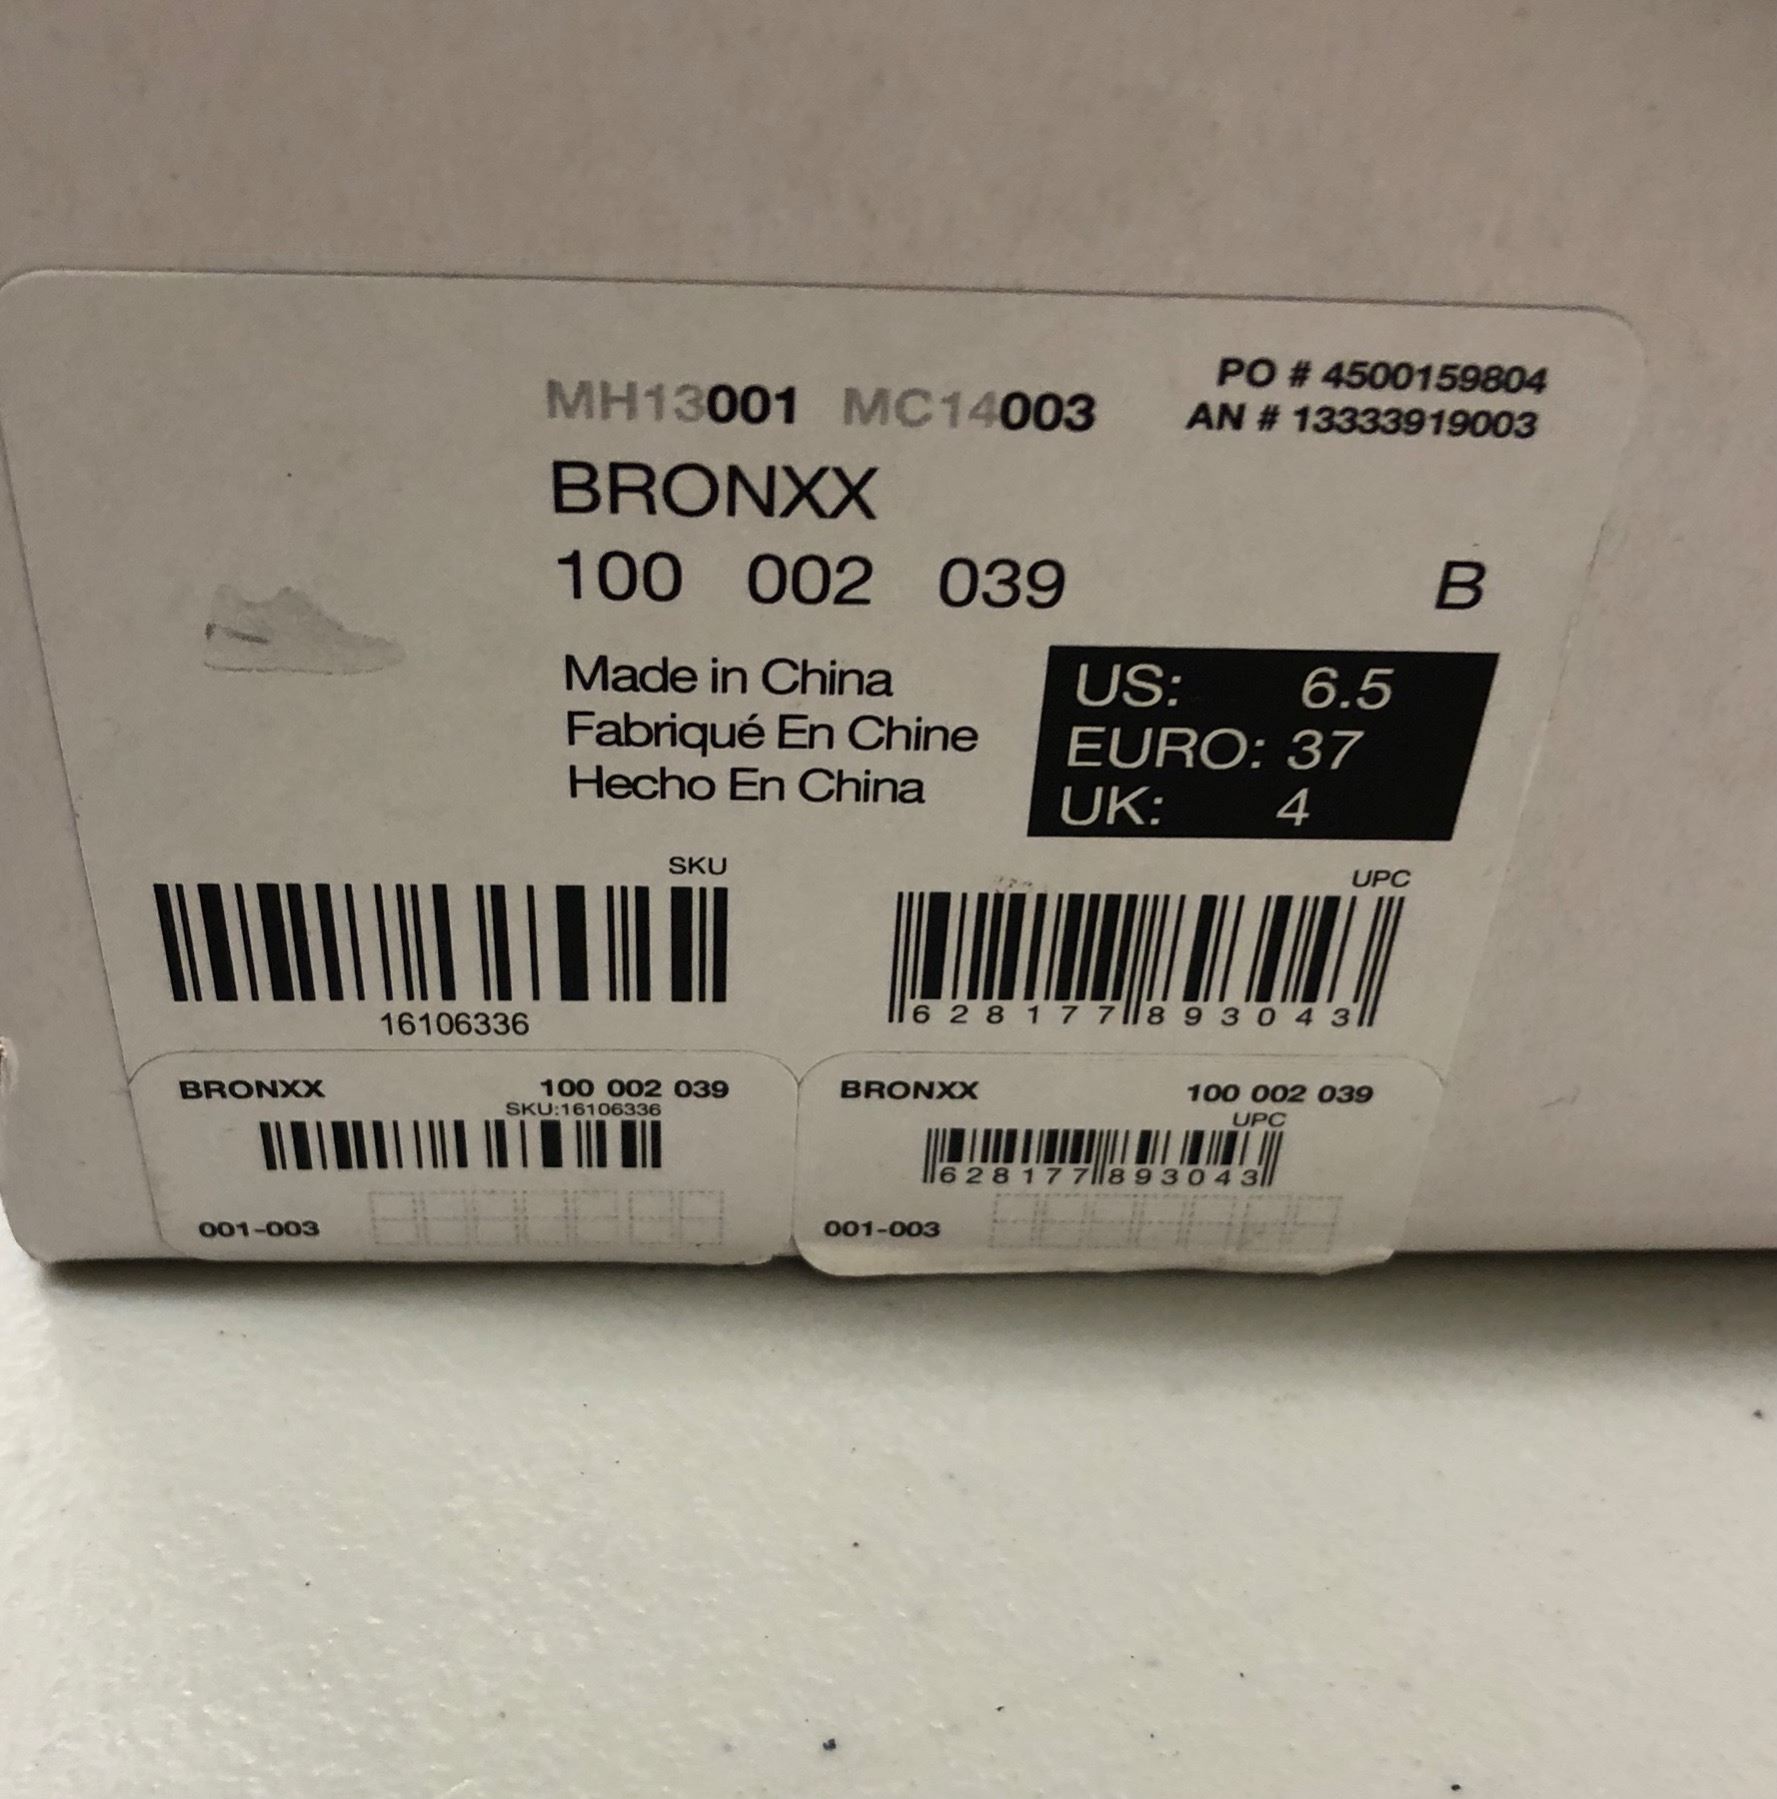 MH13001 MC14003
PO # 4500159804
AN # 13333919003
BRONXX
100 002 039 B
Made in China
Fabriqué En Chine
Hecho En China
US: 6.5
EURO: 37
UK: 4
SKU
16106336
UPC
628177893043
BRONXX 100 002 039
SKU:16106336
001-003
BRONXX 100 002 039
UPC
628177893043
001-003